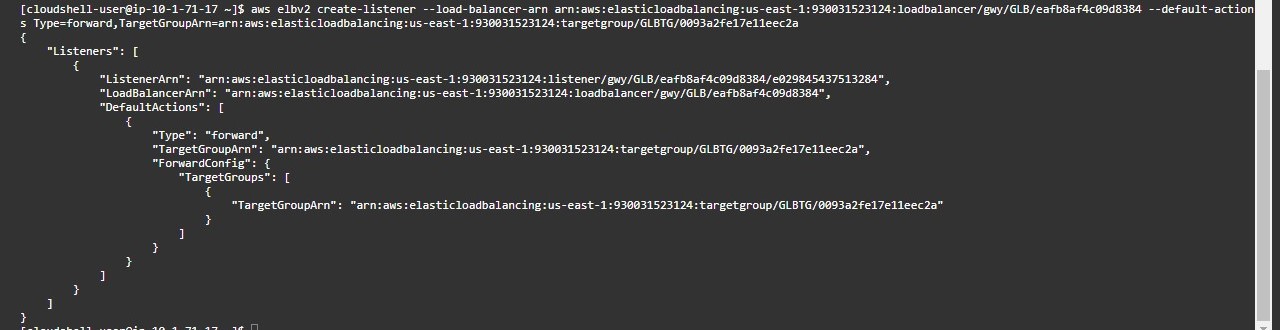 [cloudshell-user@ip-10-1-71-17 ~]$ aws elbv2 create-listener --load-balancer-arn arn:aws:elasticloadbalancing:us-east-1:930031523124:loadbalancer/gwy/GLB/eafb8af4c09d8384 --default-action
s Type=forward,TargetGroupArn=arn:aws:elasticloadbalancing:us-east-1:930031523124:targetgroup/GLBTG/0093a2fe17e11eec2a
{
    "Listeners": [
        {
            "ListenerArn": "arn:aws:elasticloadbalancing:us-east-1:930031523124:listener/gwy/GLB/eafb8af4c09d8384/e029845437513284",
            "LoadBalancerArn": "arn:aws:elasticloadbalancing:us-east-1:930031523124:loadbalancer/gwy/GLB/eafb8af4c09d8384",
            "DefaultActions": [
                {
                    "Type": "forward",
                    "TargetGroupArn": "arn:aws:elasticloadbalancing:us-east-1:930031523124:targetgroup/GLBTG/0093a2fe17e11eec2a",
                    "ForwardConfig": {
                        "TargetGroups": [
                            {
                                "TargetGroupArn": "arn:aws:elasticloadbalancing:us-east-1:930031523124:targetgroup/GLBTG/0093a2fe17e11eec2a"
                            }
                        ]
                    }
                }
            ]
        }
    ]
}
[cloudshell-user@ip-10-1-71-17 ~]$